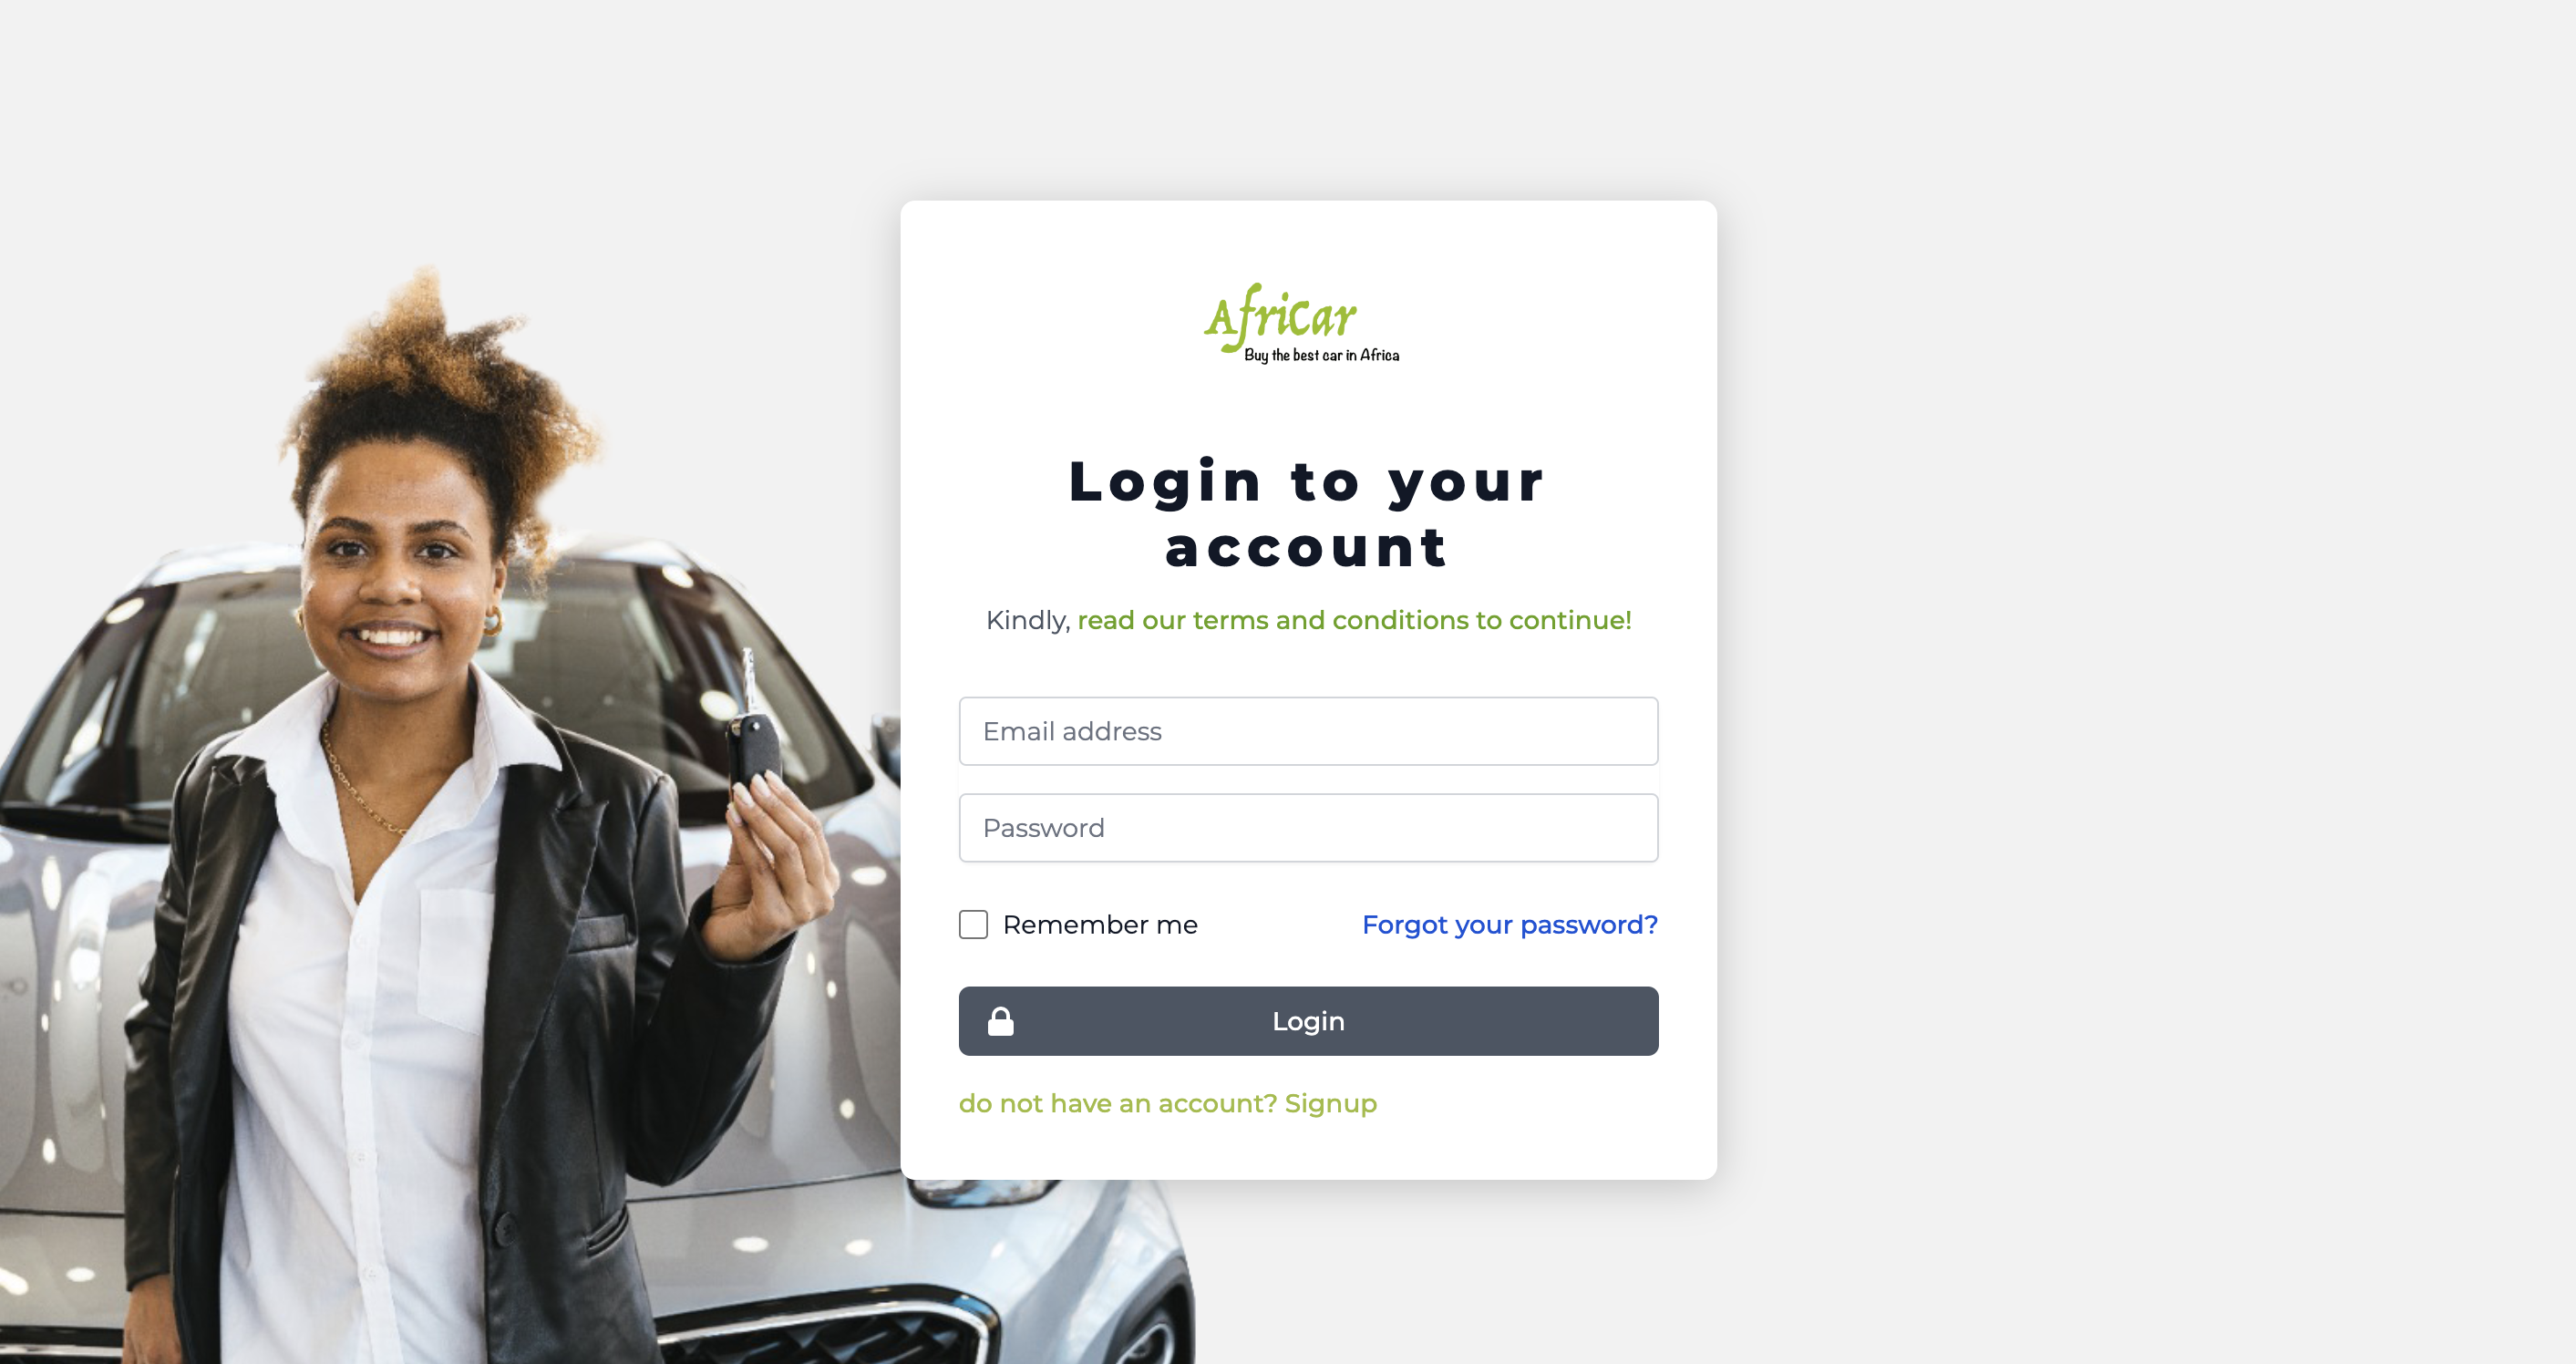 AfriCar
Buy the best car in Africa
Login to your
account
Kindly, read our terms and conditions to continue!
Email address
Password
Remember me
Forgot your password?
Login
do not have an account? Signup